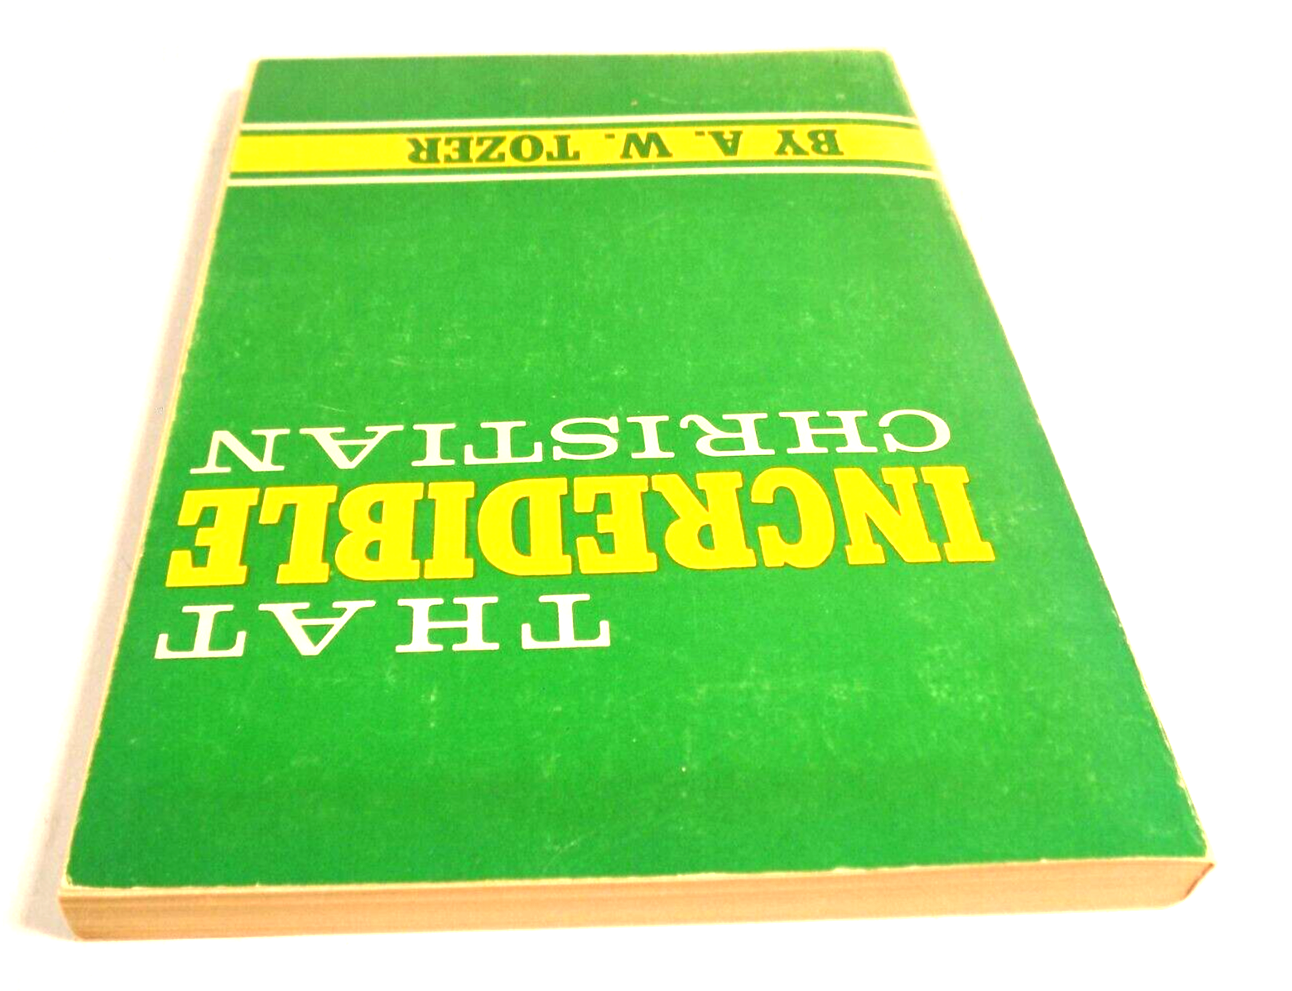 THAT
INCREDIBLE
CHRISTIAN
BY A. W. TOZER